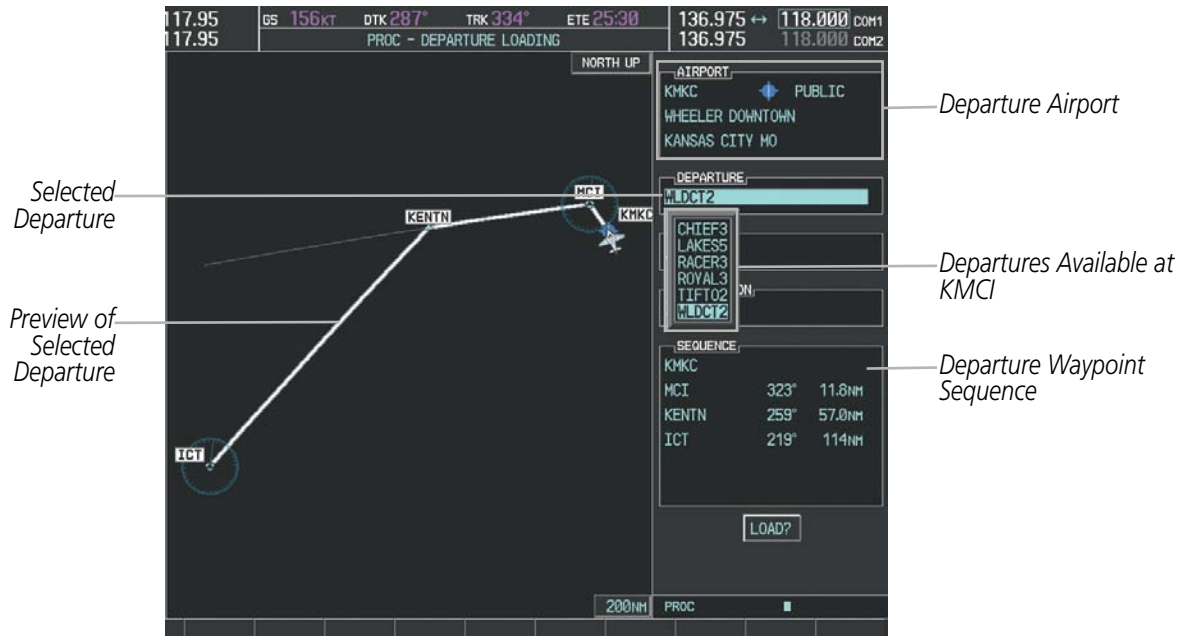 117.95 GS 156KT DTK 287° TRK 334° ETE 25:30 136.975 ↔ 118.000 COM1
117.95 PROC - DEPARTURE LOADING 136.975 118.000 COM2
NORTH UP
AIRPORT
KMKC PUBLIC
WHEELER DOWNTOWN
KANSAS CITY MO
Departure Airport
Selected
Departure
DEPARTURE
WLDCT2
MCI
KENTN
KMKC
CHIEF3
LAKES5
RACER3
ROYAL3
TIFTO2
WLDCT2
ON
Departures Available at
KMCI
Preview of
Selected
Departure
SEQUENCE
KMKC
MCI 323° 11.8NM
KENTN 259° 57.0NM
ICT 219° 114NM
Departure Waypoint
Sequence
ICT
LOAD?
200NM
PROC